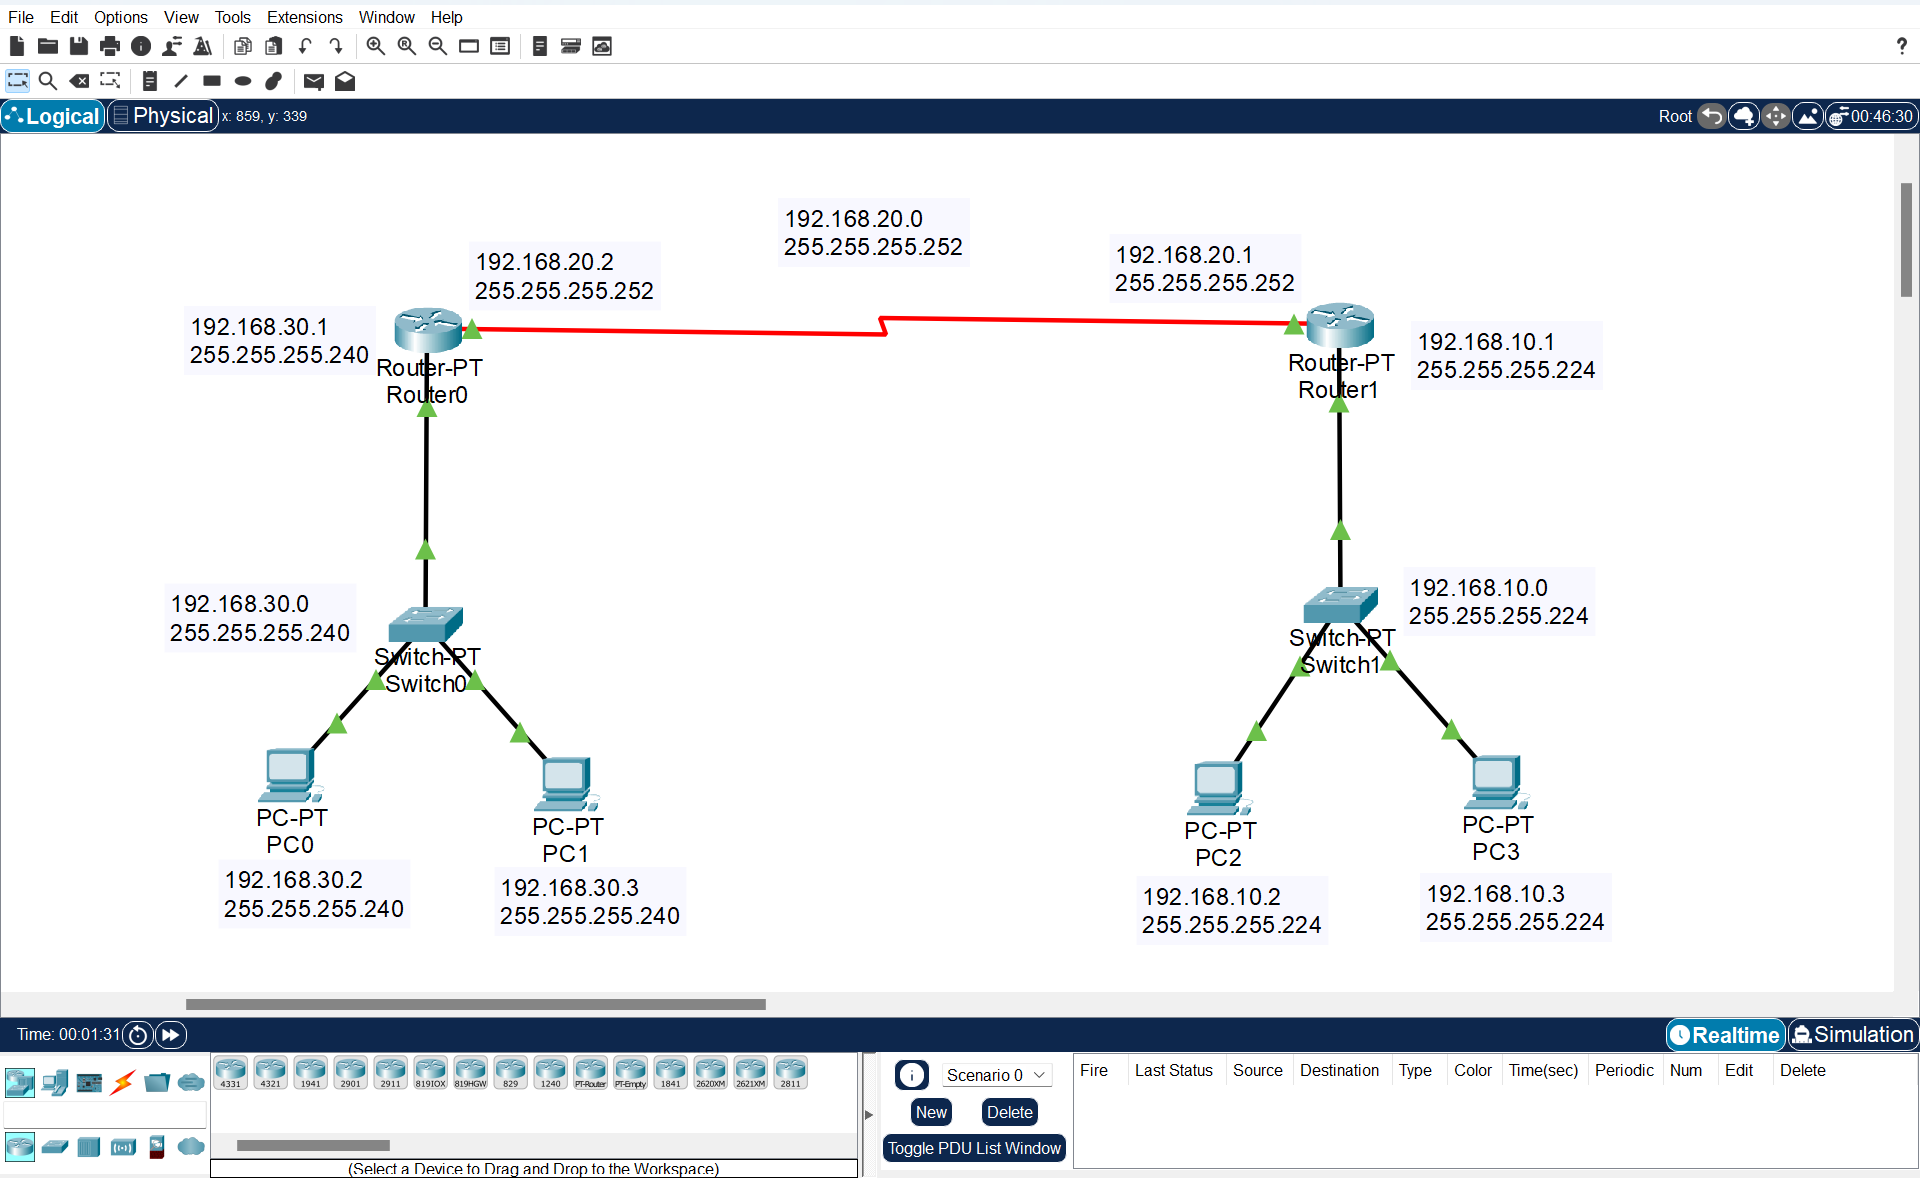 File Edit Options View Tools Extensions Window Help
?
Logical Physical x: 859, y: 339 Root 00:46:30
192.168.20.0
255.255.255.252
192.168.20.2
255.255.255.252
192.168.20.1
255.255.255.252
192.168.30.1
255.255.255.240
Router-PT
Router0
Router-PT
Router1
192.168.10.1
255.255.255.224
192.168.30.0
255.255.255.240
Switch-PT
Switch0
Switch-PT
Switch1
192.168.10.0
255.255.255.224
PC-PT
PC0
192.168.30.2
255.255.255.240
PC-PT
PC1
192.168.30.3
255.255.255.240
PC-PT
PC2
192.168.10.2
255.255.255.224
PC-PT
PC3
192.168.10.3
255.255.255.224
Time: 00:01:31 Realtime Simulation
4331 4321 1941 2901 2911 819IOX 819HGW 829 1240 PT-Router PT-Empty 1841 2620XM 2621XM 2811
(Select a Device to Drag and Drop to the Workspace)
Scenario 0
New Delete
Toggle PDU List Window
Fire Last Status Source Destination Type Color Time(sec) Periodic Num Edit Delete